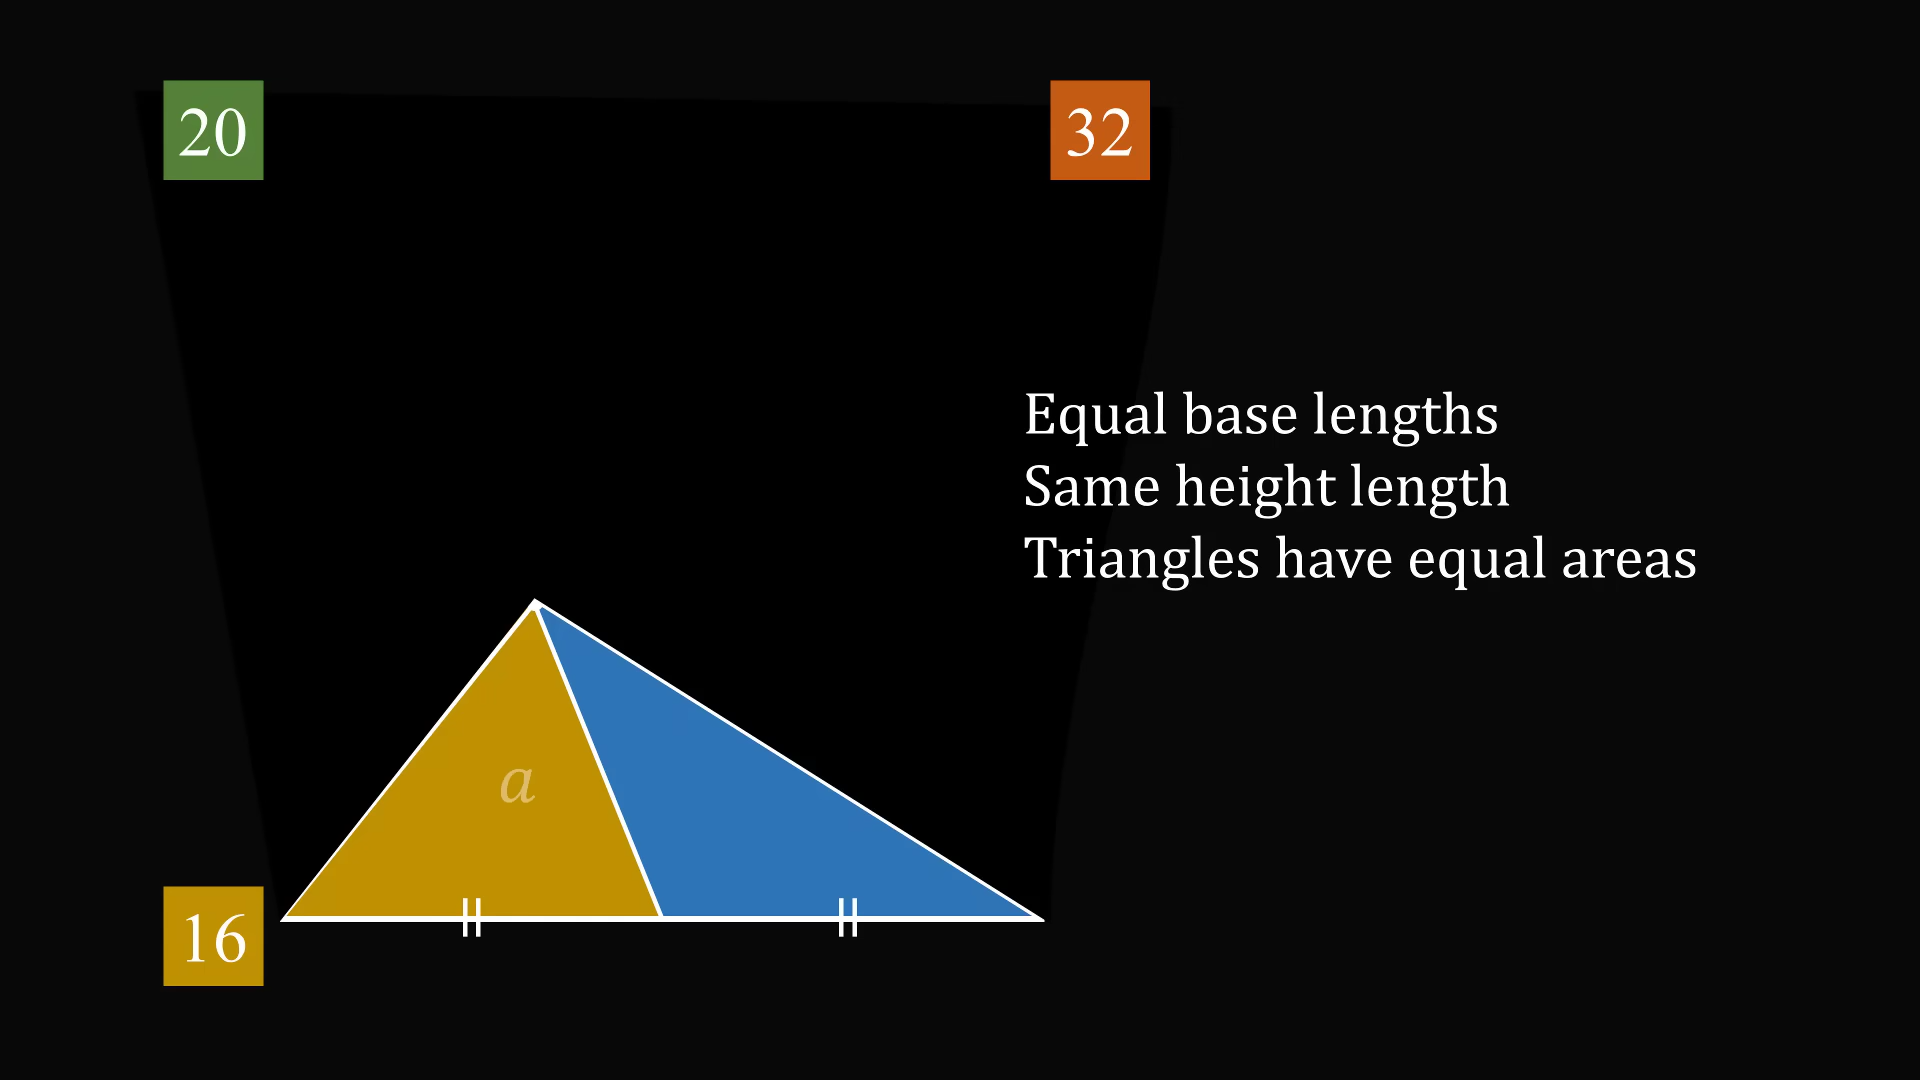 20
32
Equal base lengths
Same height length
Triangles have equal areas
a
16